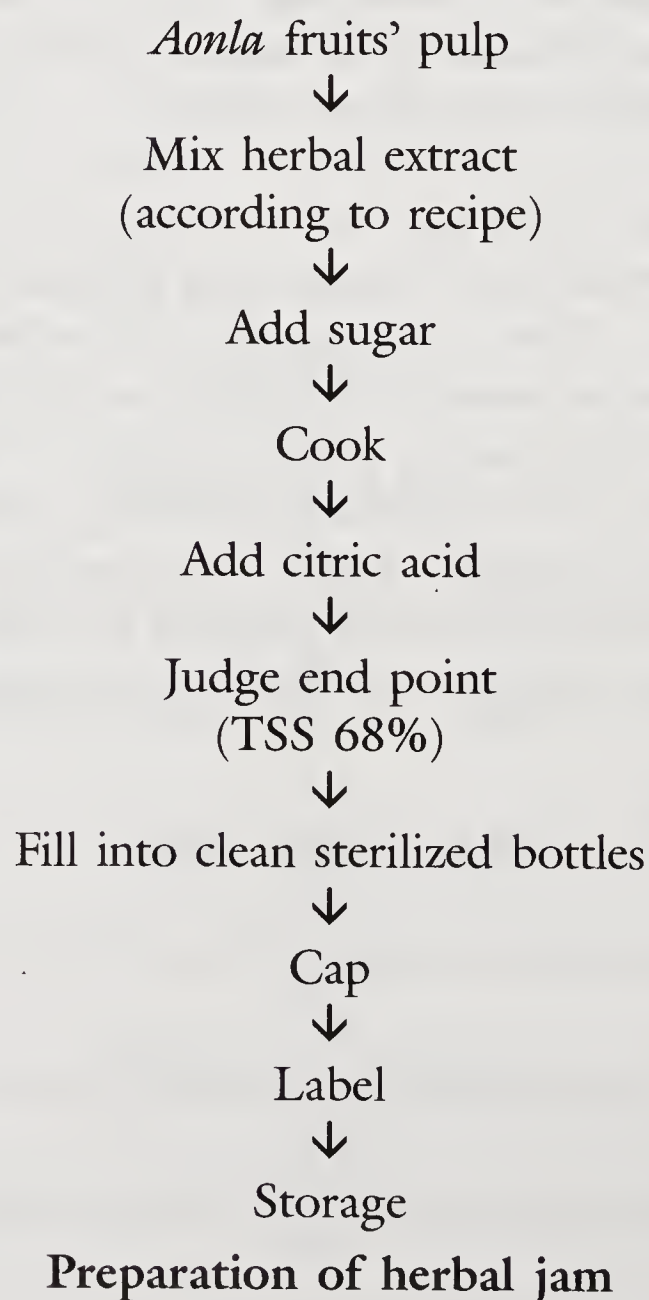 Aonla fruits’ pulp
↓
Mix herbal extract
(according to recipe)
↓
Add sugar
↓
Cook
↓
Add citric acid
↓
Judge end point
(TSS 68%)
↓
Fill into clean sterilized bottles
↓
Cap
↓
Label
↓
Storage
Preparation of herbal jam